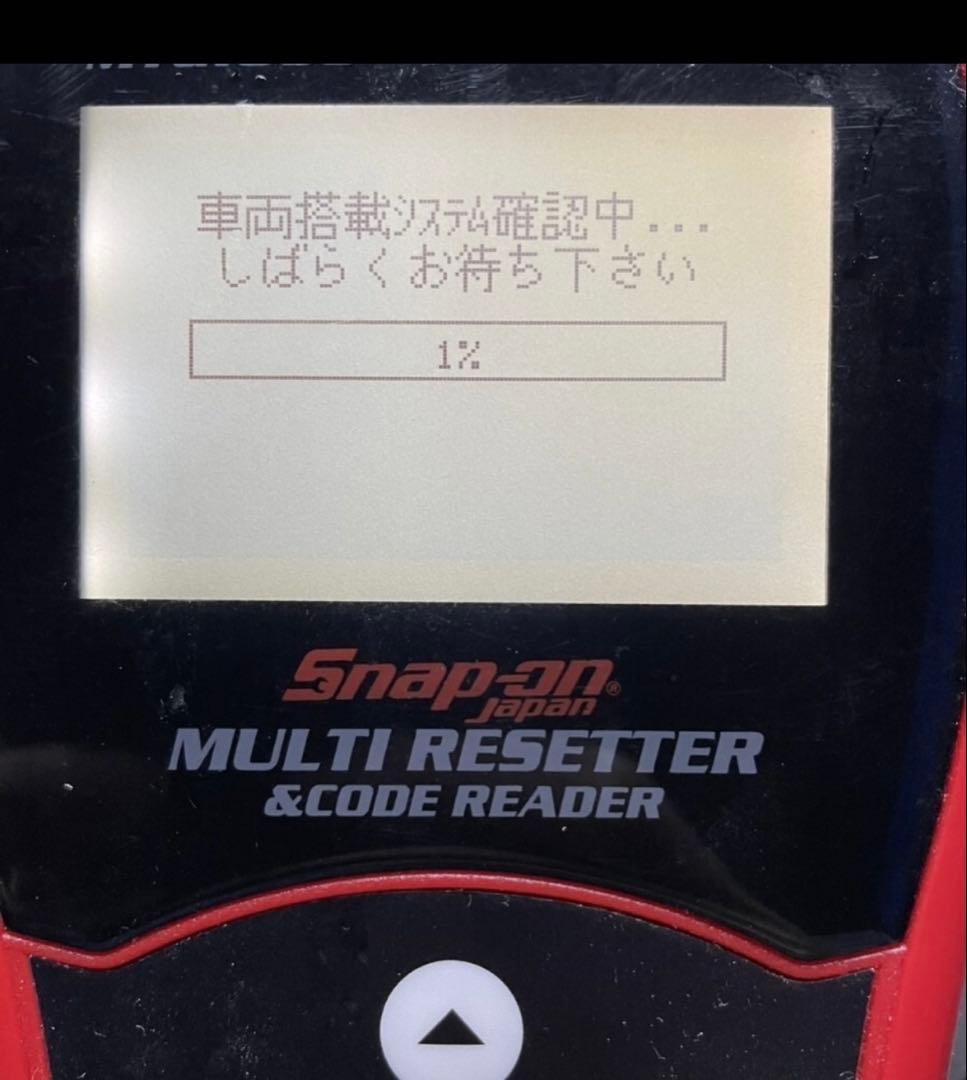 車両搭載ｼｽﾃﾑ確認中...
しばらくお待ち下さい
1%
Snap-on®
Japan
MULTI RESETTER
&CODE READER